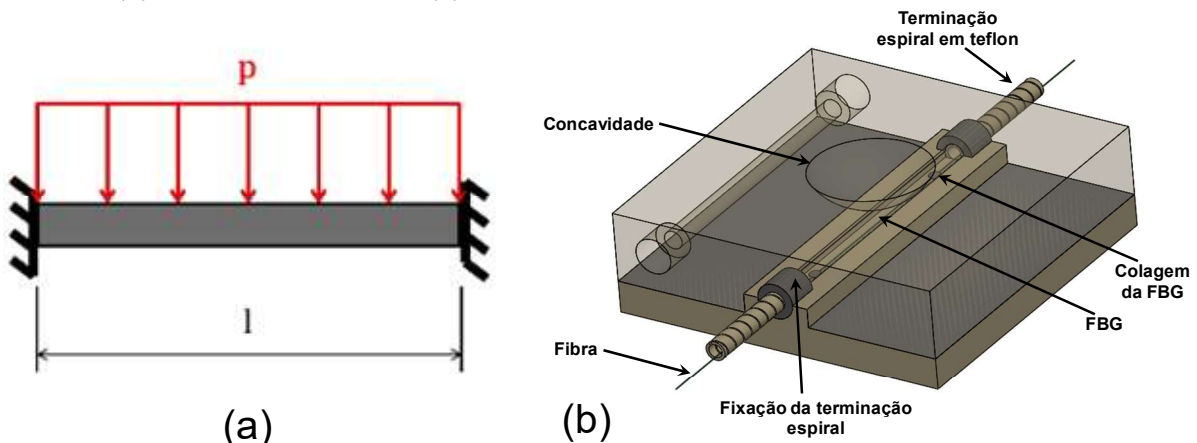 p
l
(a)
Terminação
espiral em teflon
Concavidade
Colagem
da FBG
FBG
Fibra
Fixação da terminação
espiral
(b)